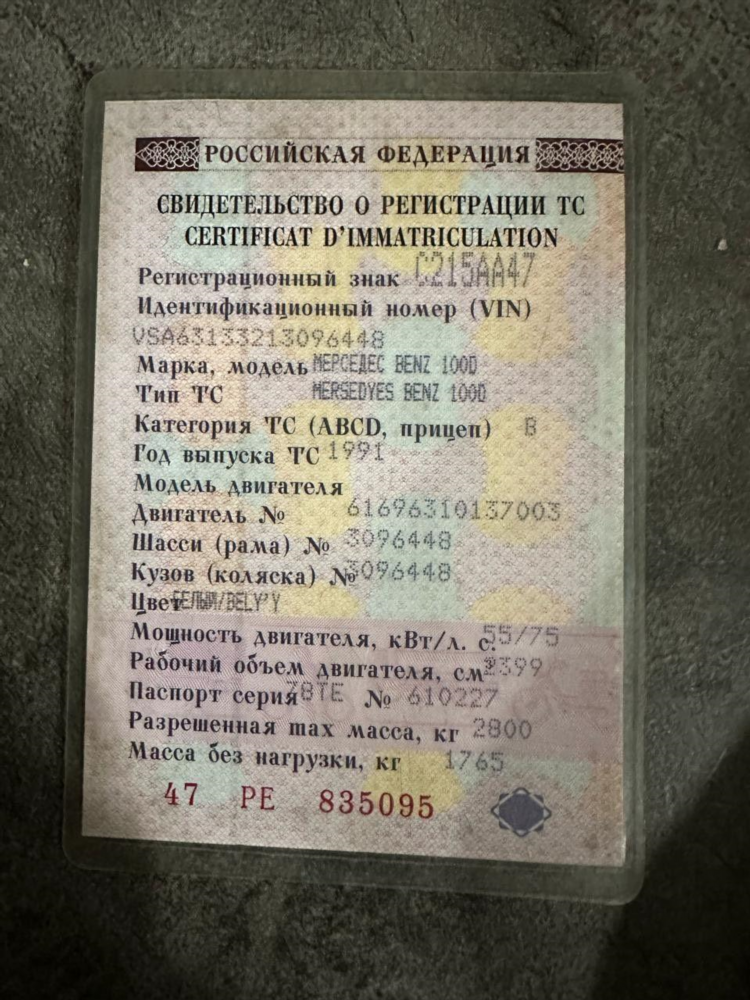 РОССИЙСКАЯ ФЕДЕРАЦИЯ
СВИДЕТЕЛЬСТВО О РЕГИСТРАЦИИ ТС
CERTIFICAT D'IMMATRICULATION
Регистрационный знак С215АА47
Идентификационный номер (VIN)
VSA63133213096448
Марка, модель МЕРСЕДЕС BENZ 100D
Тип ТС MERSEDYES BENZ 100D
Категория ТС (ABCD, прицеп) B
Год выпуска ТС 1991
Модель двигателя
Двигатель № 61696310137003
Шасси (рама) № 3096448
Кузов (коляска) № 3096448
Цвет БЕЛЫЙ/BELY'Y
Мощность двигателя, кВт/л. с. 55/75
Рабочий объем двигателя, см³ 2399
Паспорт серия 78ТЕ № 610227
Разрешенная max масса, кг 2800
Масса без нагрузки, кг 1765
47 РЕ 835095